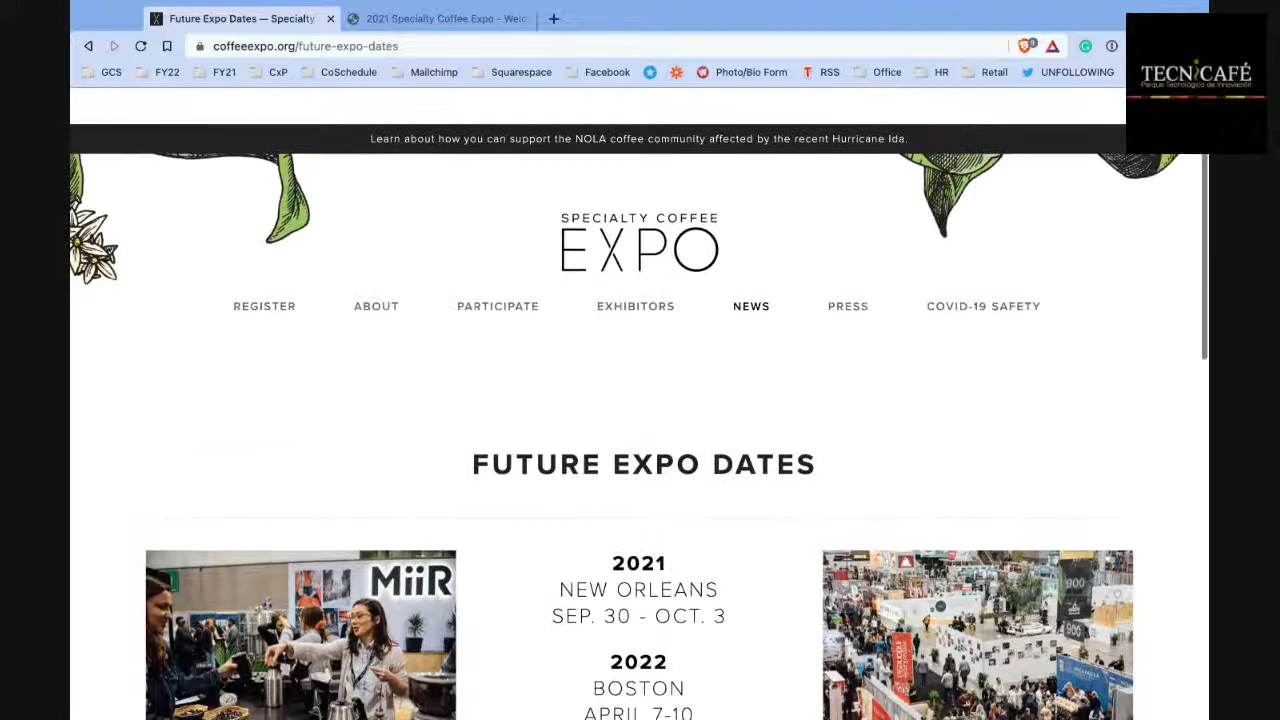 Future Expo Dates — Specialty
2021 Specialty Coffee Expo - Welc
coffeeexpo.org/future-expo-dates
GCS
FY22
FY21
CxP
CoSchedule
Mailchimp
Squarespace
Facebook
Photo/Bio Form
RSS
Office
HR
Retail
UNFOLLOWING
TECNiCAFÉ
Parque Tecnológico de Innovación
Learn about how you can support the NOLA coffee community affected by the recent Hurricane Ida.
SPECIALTY COFFEE
EXPO
REGISTER
ABOUT
PARTICIPATE
EXHIBITORS
NEWS
PRESS
COVID-19 SAFETY
FUTURE EXPO DATES
MiiR
2021
NEW ORLEANS
SEP. 30 - OCT. 3
2022
BOSTON
APRIL 7-10
900
900